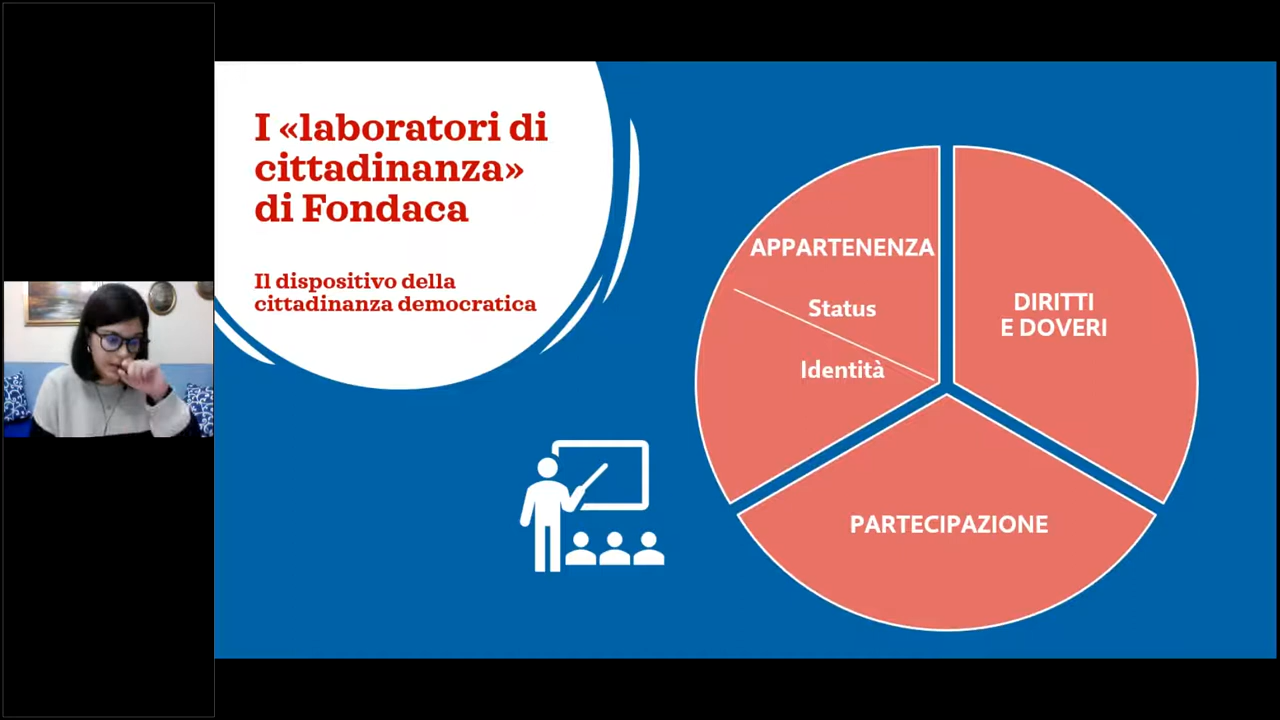 I «laboratori di
cittadinanza»
di Fondaca
Il dispositivo della
cittadinanza democratica
APPARTENENZA
Status
Identità
DIRITTI
E DOVERI
PARTECIPAZIONE